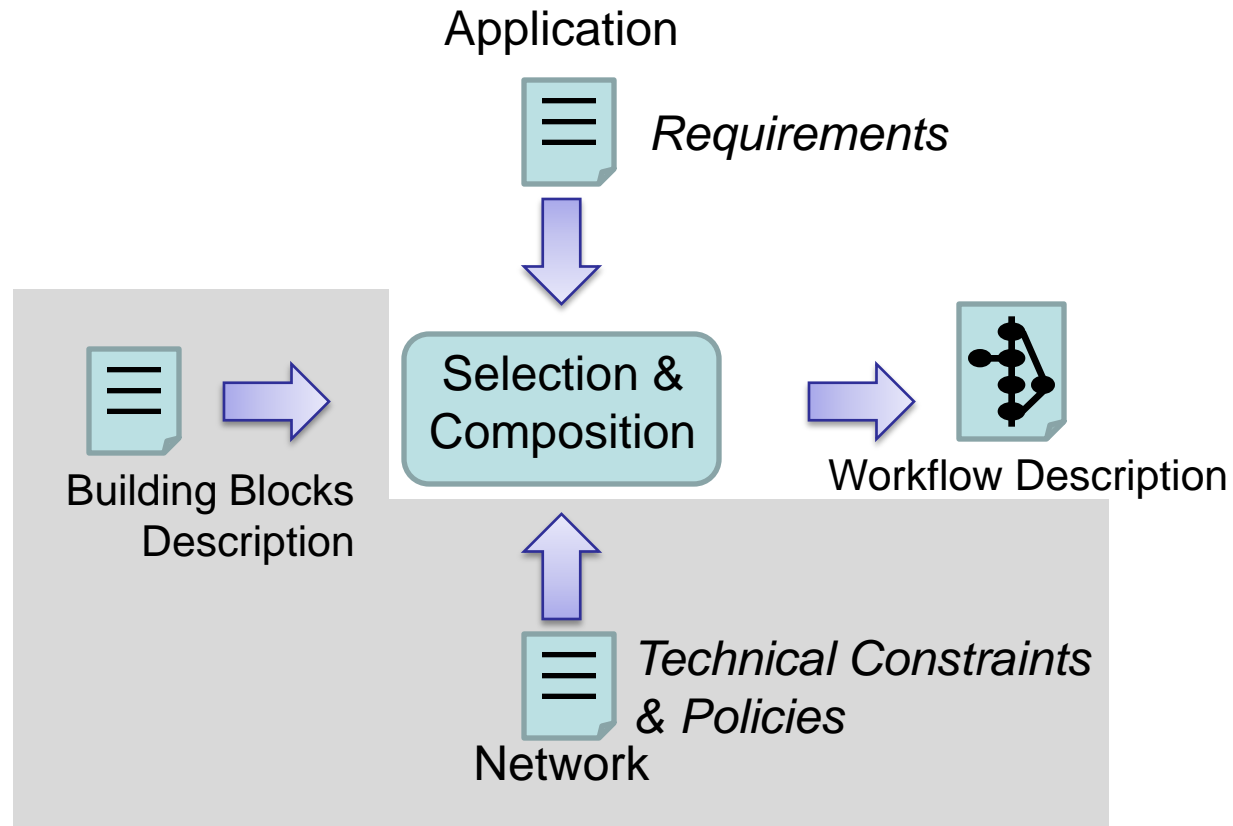 Application
Requirements
Selection &
Composition
Building Blocks
Description
Workflow Description
Technical Constraints
& Policies
Network